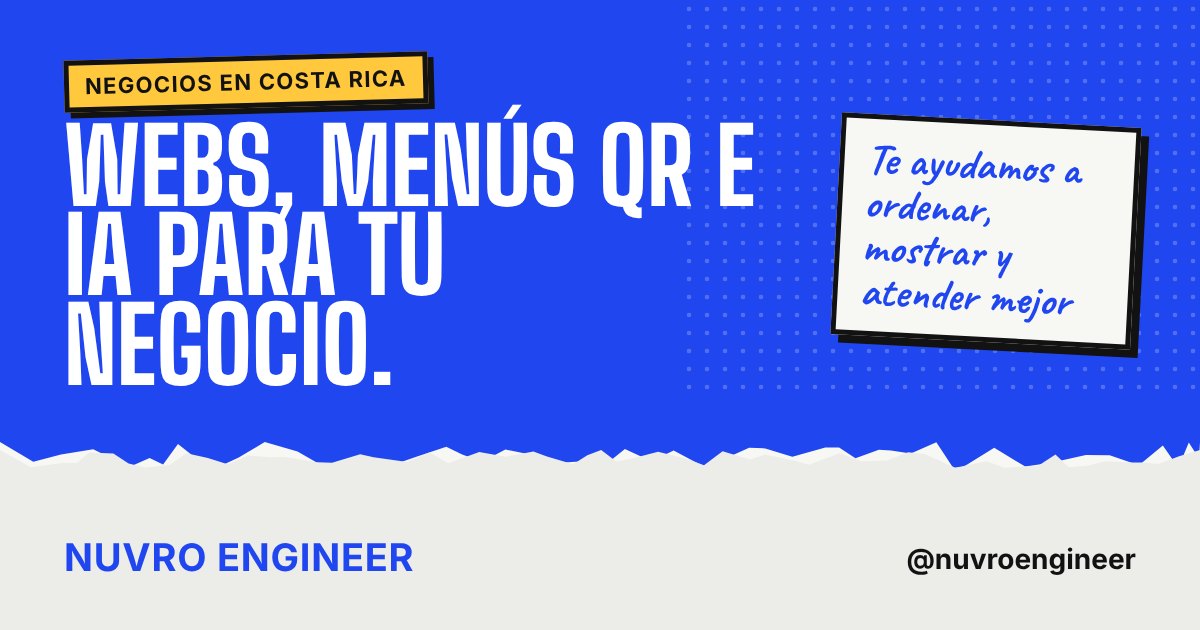 NEGOCIOS EN COSTA RICA
WEBS, MENÚS QR E
IA PARA TU
NEGOCIO.
Te ayudamos a
ordenar,
mostrar y
atender mejor
NUVRO ENGINEER
@nuvroengineer